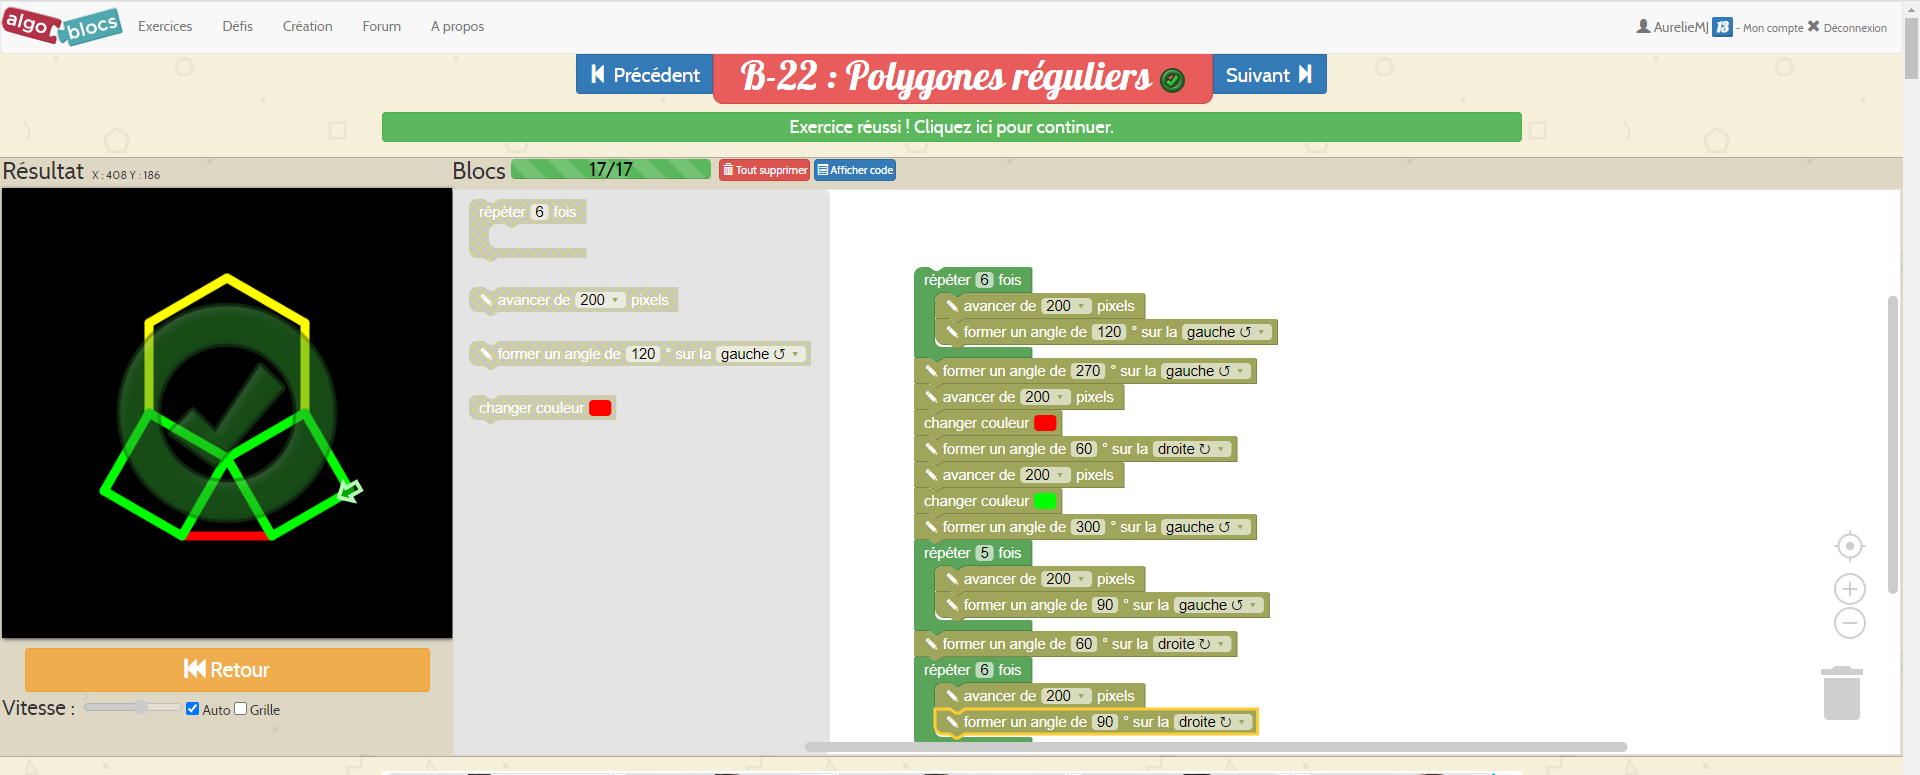 algo blocs Exercices Défis Création Forum A propos AurelieMJ 13 - Mon compte ✖ Déconnexion
Précédent B-22 : Polygones réguliers Suivant
Exercice réussi ! Cliquez ici pour continuer.
Résultat X : 408 Y : 186
Blocs 17/17 Tout supprimer Afficher code
répéter 6 fois
avancer de 200 pixels
former un angle de 120 ° sur la gauche ↺
changer couleur
répéter 6 fois
avancer de 200 pixels
former un angle de 120 ° sur la gauche ↺
former un angle de 270 ° sur la gauche ↺
avancer de 200 pixels
changer couleur
former un angle de 60 ° sur la droite ↻
avancer de 200 pixels
changer couleur
former un angle de 300 ° sur la gauche ↺
répéter 5 fois
avancer de 200 pixels
former un angle de 90 ° sur la gauche ↺
former un angle de 60 ° sur la droite ↻
répéter 6 fois
avancer de 200 pixels
former un angle de 90 ° sur la droite ↻
Retour
Vitesse : Auto Grille